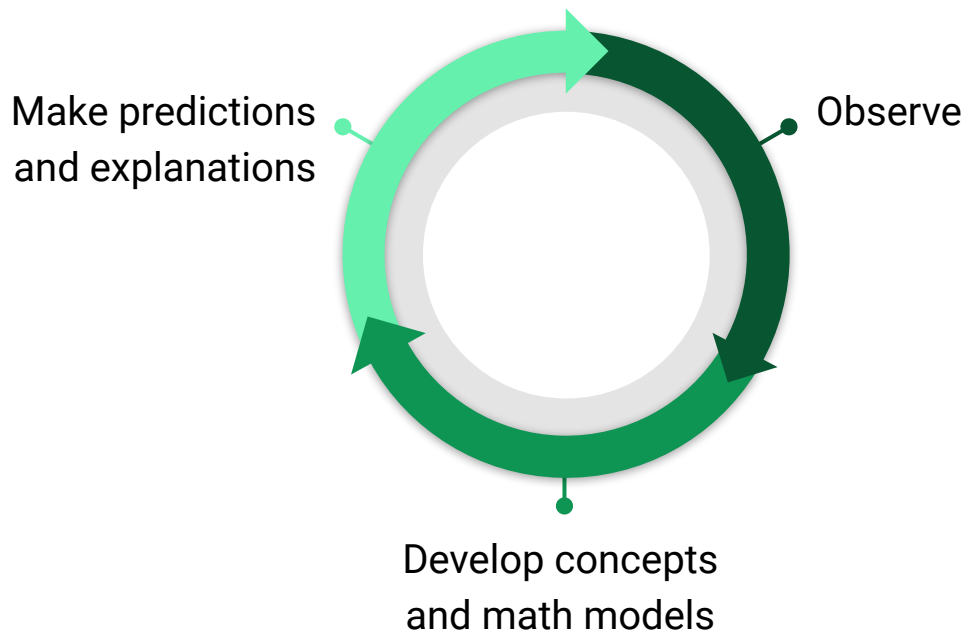 Make predictions
and explanations
Observe
Develop concepts
and math models